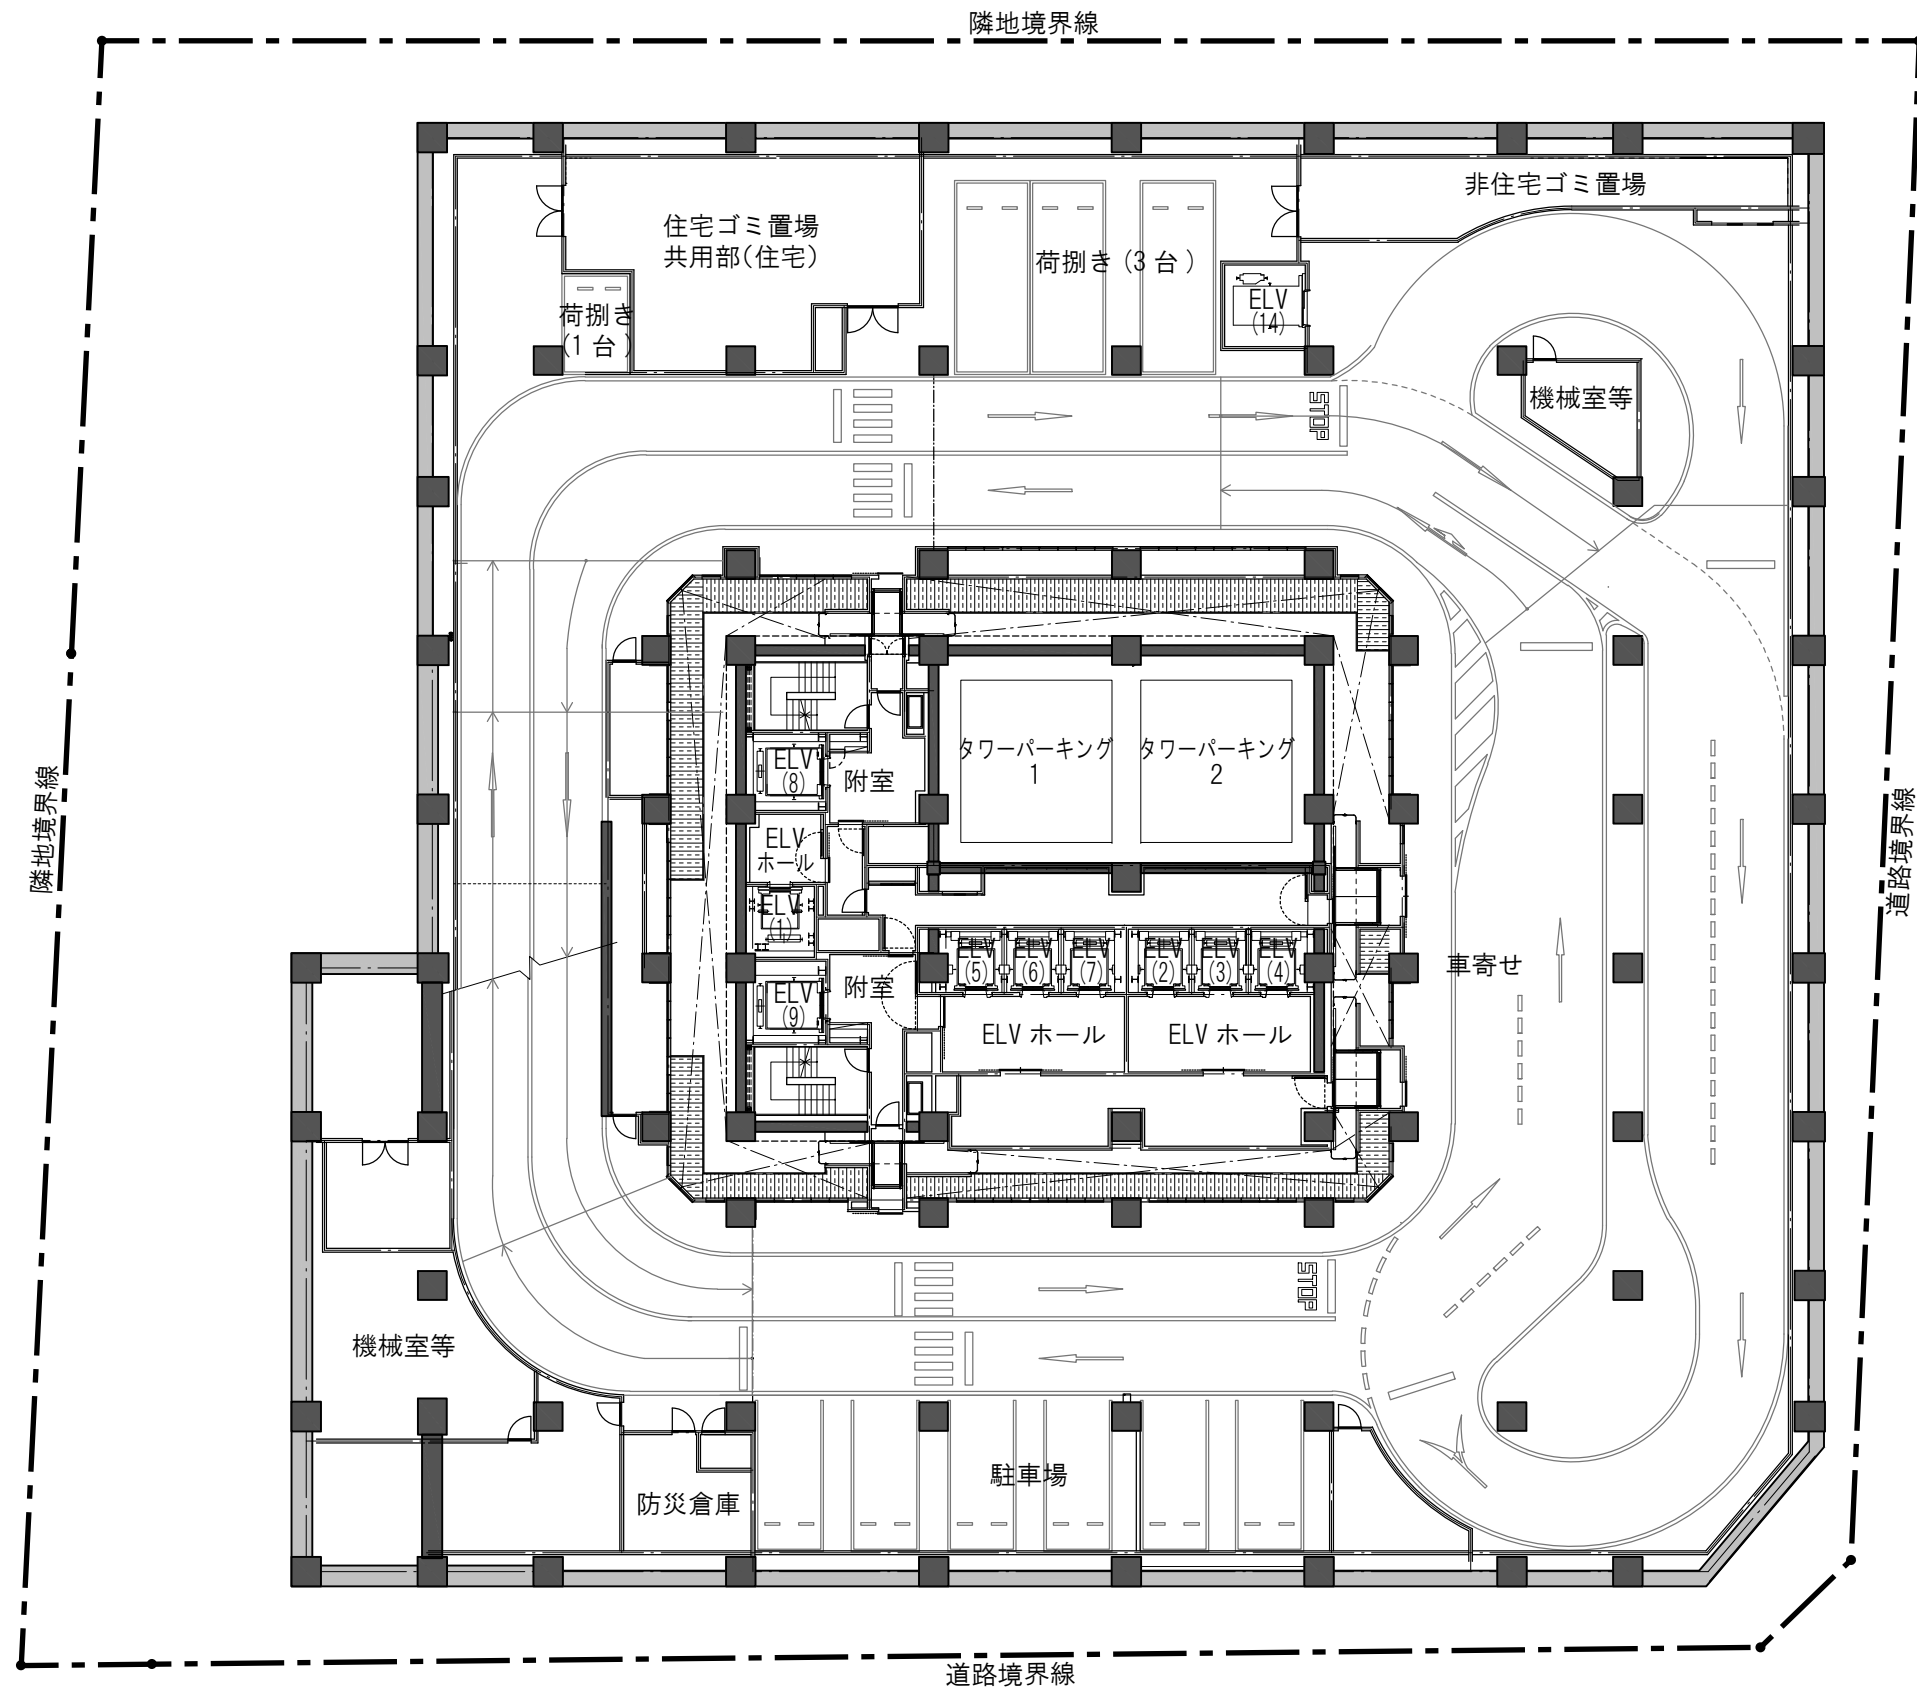 隣地境界線
非住宅ゴミ置場
住宅ゴミ置場
共用部(住宅)
荷捌き(3台)
ELV
(14)
荷捌き
(1台)
機械室等
STOP
タワーパーキング
1
タワーパーキング
2
ELV
(8)
附室
隣地境界線
道路境界線
ELV
ホール
ELV
(1)
ELV
(5)
ELV
(6)
ELV
(7)
ELV
(2)
ELV
(3)
ELV
(4)
車寄せ
附室
ELV
(9)
ELVホール
ELVホール
STOP
機械室等
駐車場
防災倉庫
道路境界線